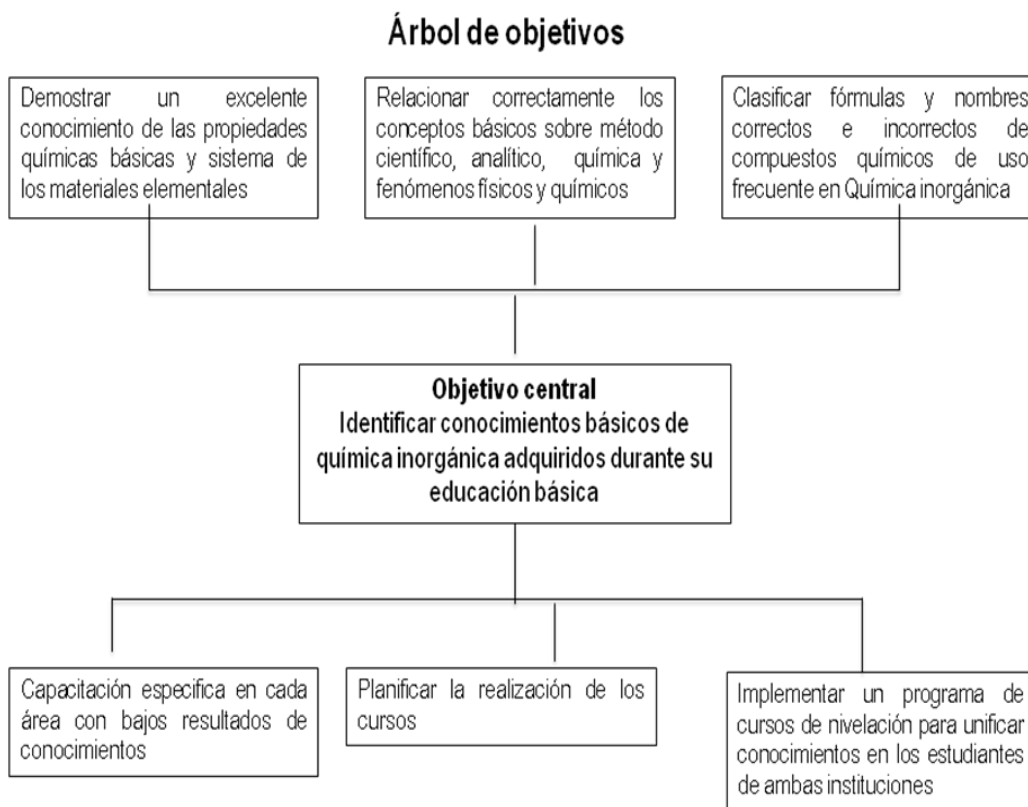 Árbol de objetivos
Demostrar un excelente
conocimiento de las propiedades
químicas básicas y sistema de
los materiales elementales
Relacionar correctamente los
conceptos básicos sobre método
científico, analítico, química y
fenómenos físicos y químicos
Clasificar fórmulas y nombres
correctos e incorrectos de
compuestos químicos de uso
frecuente en Química inorgánica
Objetivo central
Identificar conocimientos básicos de
química inorgánica adquiridos durante su
educación básica
Capacitación especifica en cada
área con bajos resultados de
conocimientos
Planificar la realización de los
cursos
Implementar un programa de
cursos de nivelación para unificar
conocimientos en los estudiantes
de ambas instituciones